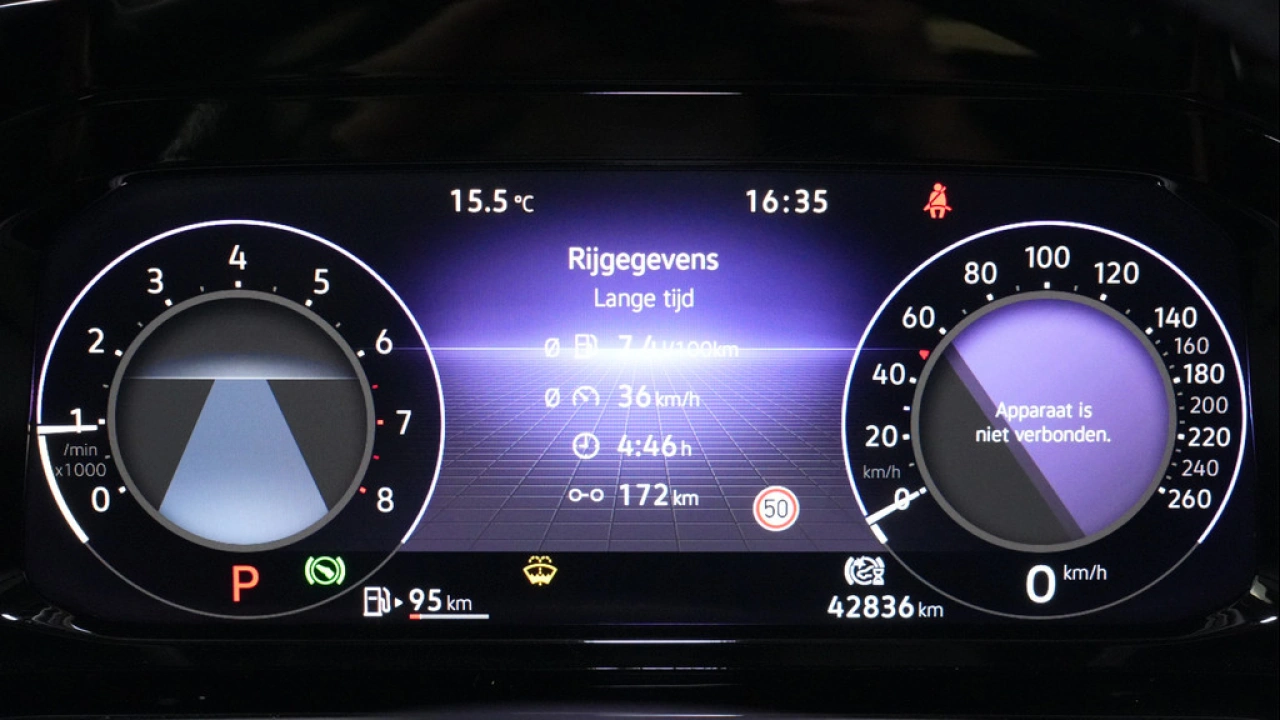 15.5 °C
16:35
Rijgegevens
Lange tijd
Ø 7.4 l/100km
Ø 36 km/h
4:46 h
172 km
50
0
1
2
3
4
5
6
7
8
/min
x1000
0
20
40
60
80
100
120
140
160
180
200
220
240
260
km/h
Apparaat is
niet verbonden.
P
95 km
42836 km
0 km/h